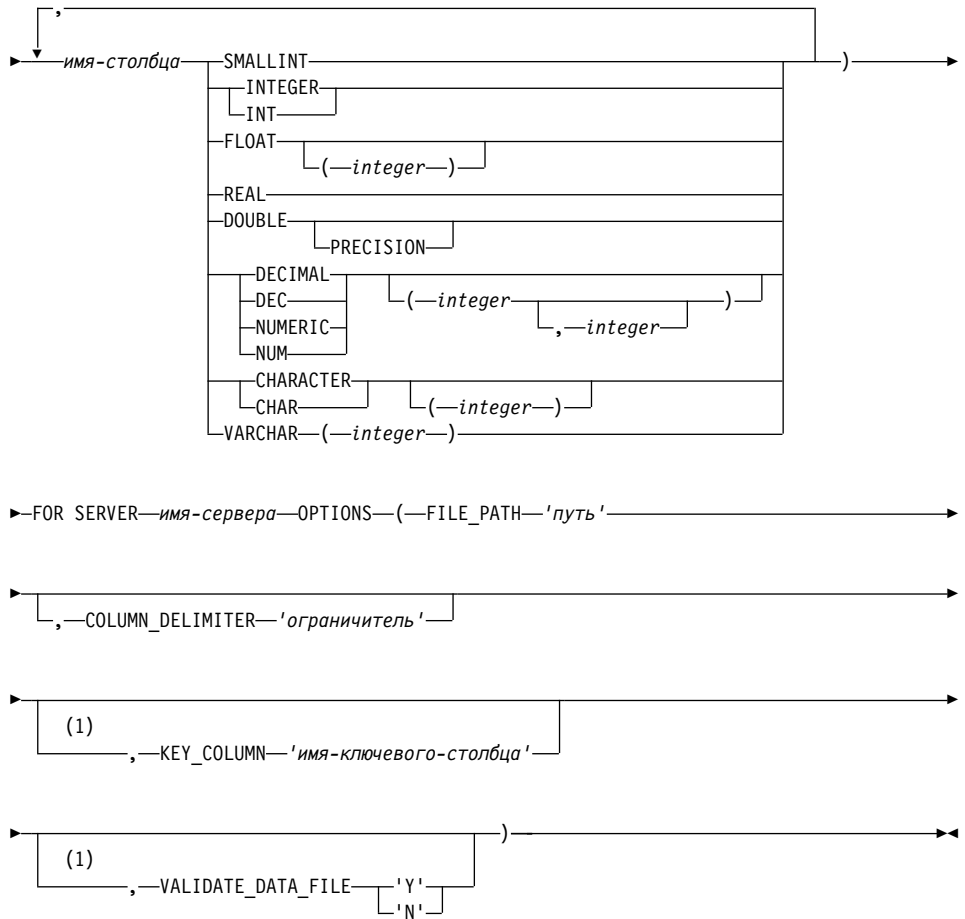 ,
имя-столбца SMALLINT )
INTEGER
INT
FLOAT
( integer )
REAL
DOUBLE
PRECISION
DECIMAL
DEC ( integer )
NUMERIC , integer
NUM
CHARACTER
CHAR ( integer )
VARCHAR ( integer )
FOR SERVER имя-сервера OPTIONS ( FILE_PATH 'путь'
, COLUMN_DELIMITER 'ограничитель'
(1)
, KEY_COLUMN 'имя-ключевого-столбца'
)
(1)
, VALIDATE_DATA_FILE 'Y'
'N'